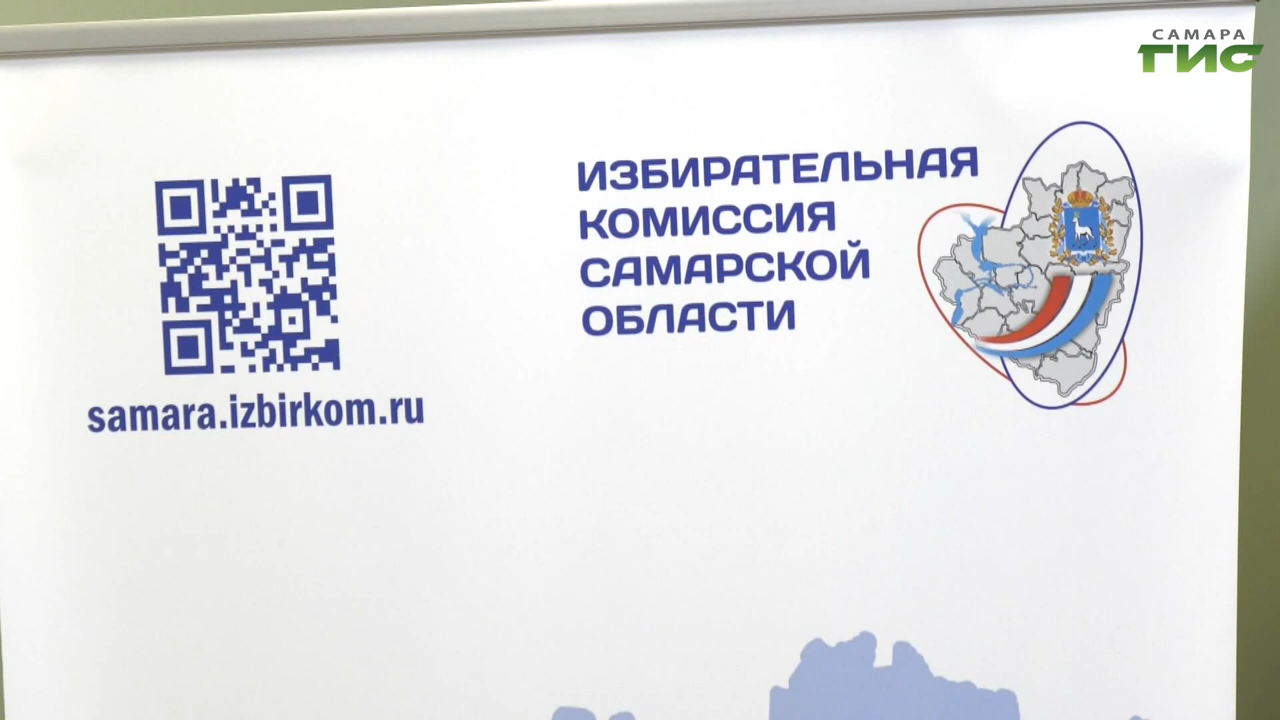 САМАРА
ГИС
ИЗБИРАТЕЛЬНАЯ
КОМИССИЯ
САМАРСКОЙ
ОБЛАСТИ
samara.izbirkom.ru